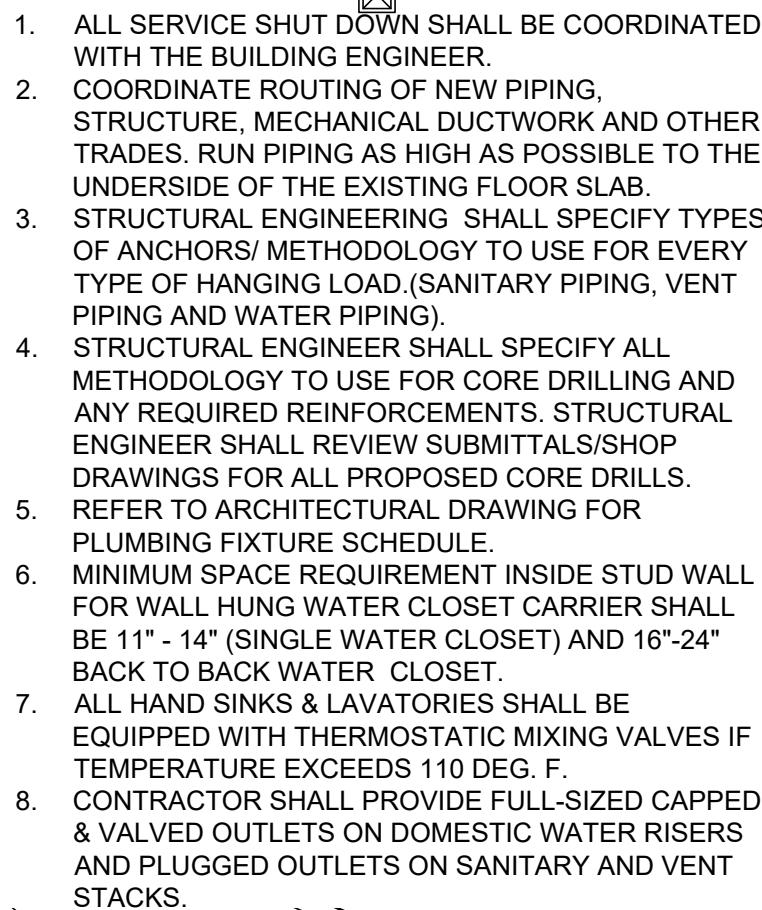 1. ALL SERVICE SHUT DOWN SHALL BE COORDINATED
WITH THE BUILDING ENGINEER.
2. COORDINATE ROUTING OF NEW PIPING,
STRUCTURE, MECHANICAL DUCTWORK AND OTHER
TRADES. RUN PIPING AS HIGH AS POSSIBLE TO THE
UNDERSIDE OF THE EXISTING FLOOR SLAB.
3. STRUCTURAL ENGINEERING SHALL SPECIFY TYPES
OF ANCHORS/ METHODOLOGY TO USE FOR EVERY
TYPE OF HANGING LOAD.(SANITARY PIPING, VENT
PIPING AND WATER PIPING).
4. STRUCTURAL ENGINEER SHALL SPECIFY ALL
METHODOLOGY TO USE FOR CORE DRILLING AND
ANY REQUIRED REINFORCEMENTS. STRUCTURAL
ENGINEER SHALL REVIEW SUBMITTALS/SHOP
DRAWINGS FOR ALL PROPOSED CORE DRILLS.
5. REFER TO ARCHITECTURAL DRAWING FOR
PLUMBING FIXTURE SCHEDULE.
6. MINIMUM SPACE REQUIREMENT INSIDE STUD WALL
FOR WALL HUNG WATER CLOSET CARRIER SHALL
BE 11" - 14" (SINGLE WATER CLOSET) AND 16"-24"
BACK TO BACK WATER CLOSET.
7. ALL HAND SINKS & LAVATORIES SHALL BE
EQUIPPED WITH THERMOSTATIC MIXING VALVES IF
TEMPERATURE EXCEEDS 110 DEG. F.
8. CONTRACTOR SHALL PROVIDE FULL-SIZED CAPPED
& VALVED OUTLETS ON DOMESTIC WATER RISERS
AND PLUGGED OUTLETS ON SANITARY AND VENT
STACKS.